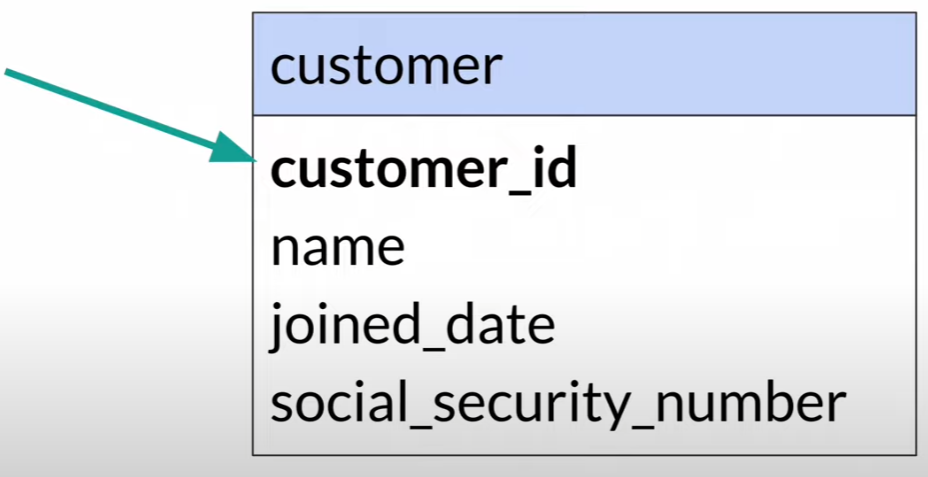 customer
customer_id
name
joined_date
social_security_number